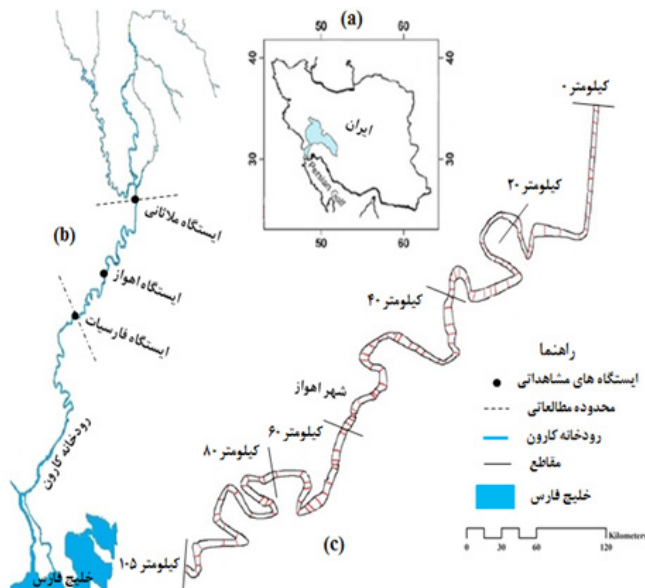 (a)
50
60
40
30
ایران
Persian Golf
40
30
50
60
(b)
ایستگاه ملاثانی
ایستگاه اهواز
ایستگاه فارسیات
رودخانه کارون
خلیج فارس
کیلومتر ۰
کیلومتر ۲۰
کیلومتر ۴۰
شهر اهواز
کیلومتر ۶۰
کیلومتر ۸۰
کیلومتر ۱۰۵
(c)
راهنما
ایستگاه های مشاهداتی
محدوده مطالعاتی
رودخانه کارون
مقاطع
خلیج فارس
Kilometers
0 30 60 120